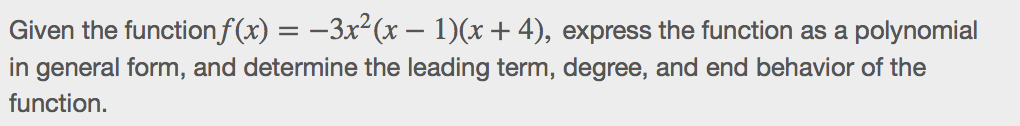 Given the function f(x) = −3x²(x − 1)(x + 4), express the function as a polynomial
in general form, and determine the leading term, degree, and end behavior of the
function.